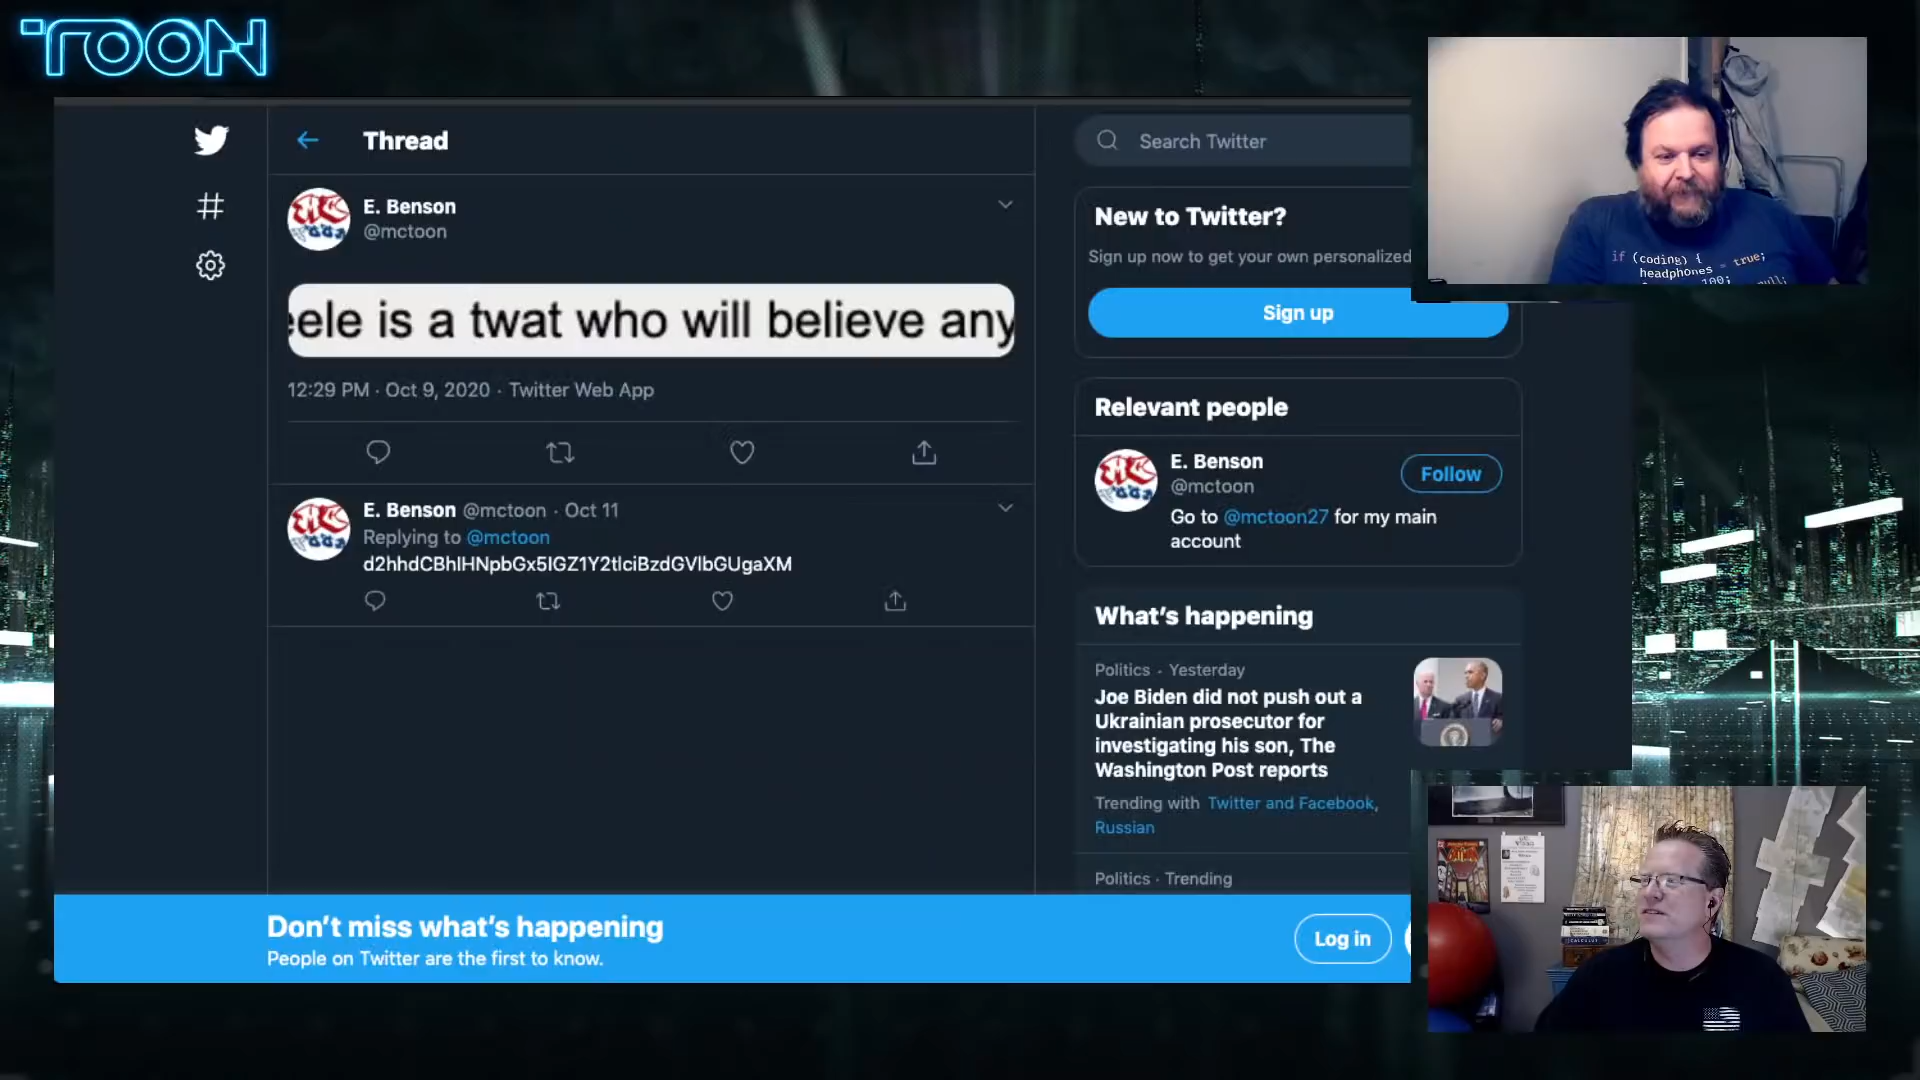 TOON
Thread
E. Benson
@mctoon
eele is a twat who will believe any
12:29 PM · Oct 9, 2020 · Twitter Web App
E. Benson @mctoon · Oct 11
Replying to @mctoon
d2hhdCBhIHNpbGx5IGZ1Y2tlciBzdGVlbGUgaXM
Search Twitter
New to Twitter?
Sign up now to get your own personalized
Sign up
Relevant people
E. Benson
@mctoon
Follow
Go to @mctoon27 for my main
account
What's happening
Politics · Yesterday
Joe Biden did not push out a
Ukrainian prosecutor for
investigating his son, The
Washington Post reports
Trending with Twitter and Facebook,
Russian
Politics · Trending
Don't miss what's happening
People on Twitter are the first to know.
Log in
if (coding) {
headphones = true;